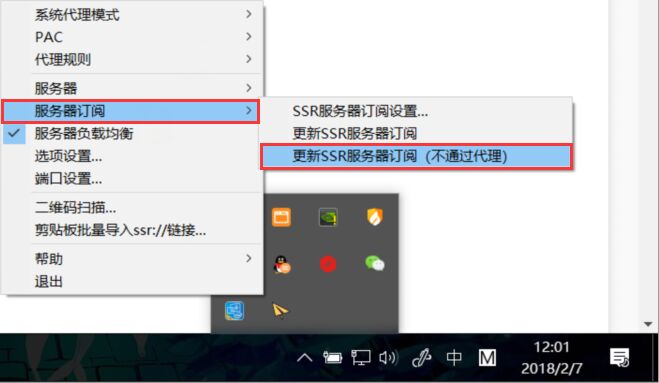 系统代理模式
PAC
代理规则
服务器
服务器订阅
服务器负载均衡
选项设置...
端口设置...
二维码扫描...
剪贴板批量导入ssr://链接...
帮助
退出
SSR服务器订阅设置...
更新SSR服务器订阅
更新SSR服务器订阅（不通过代理）
中
M
12:01
2018/2/7